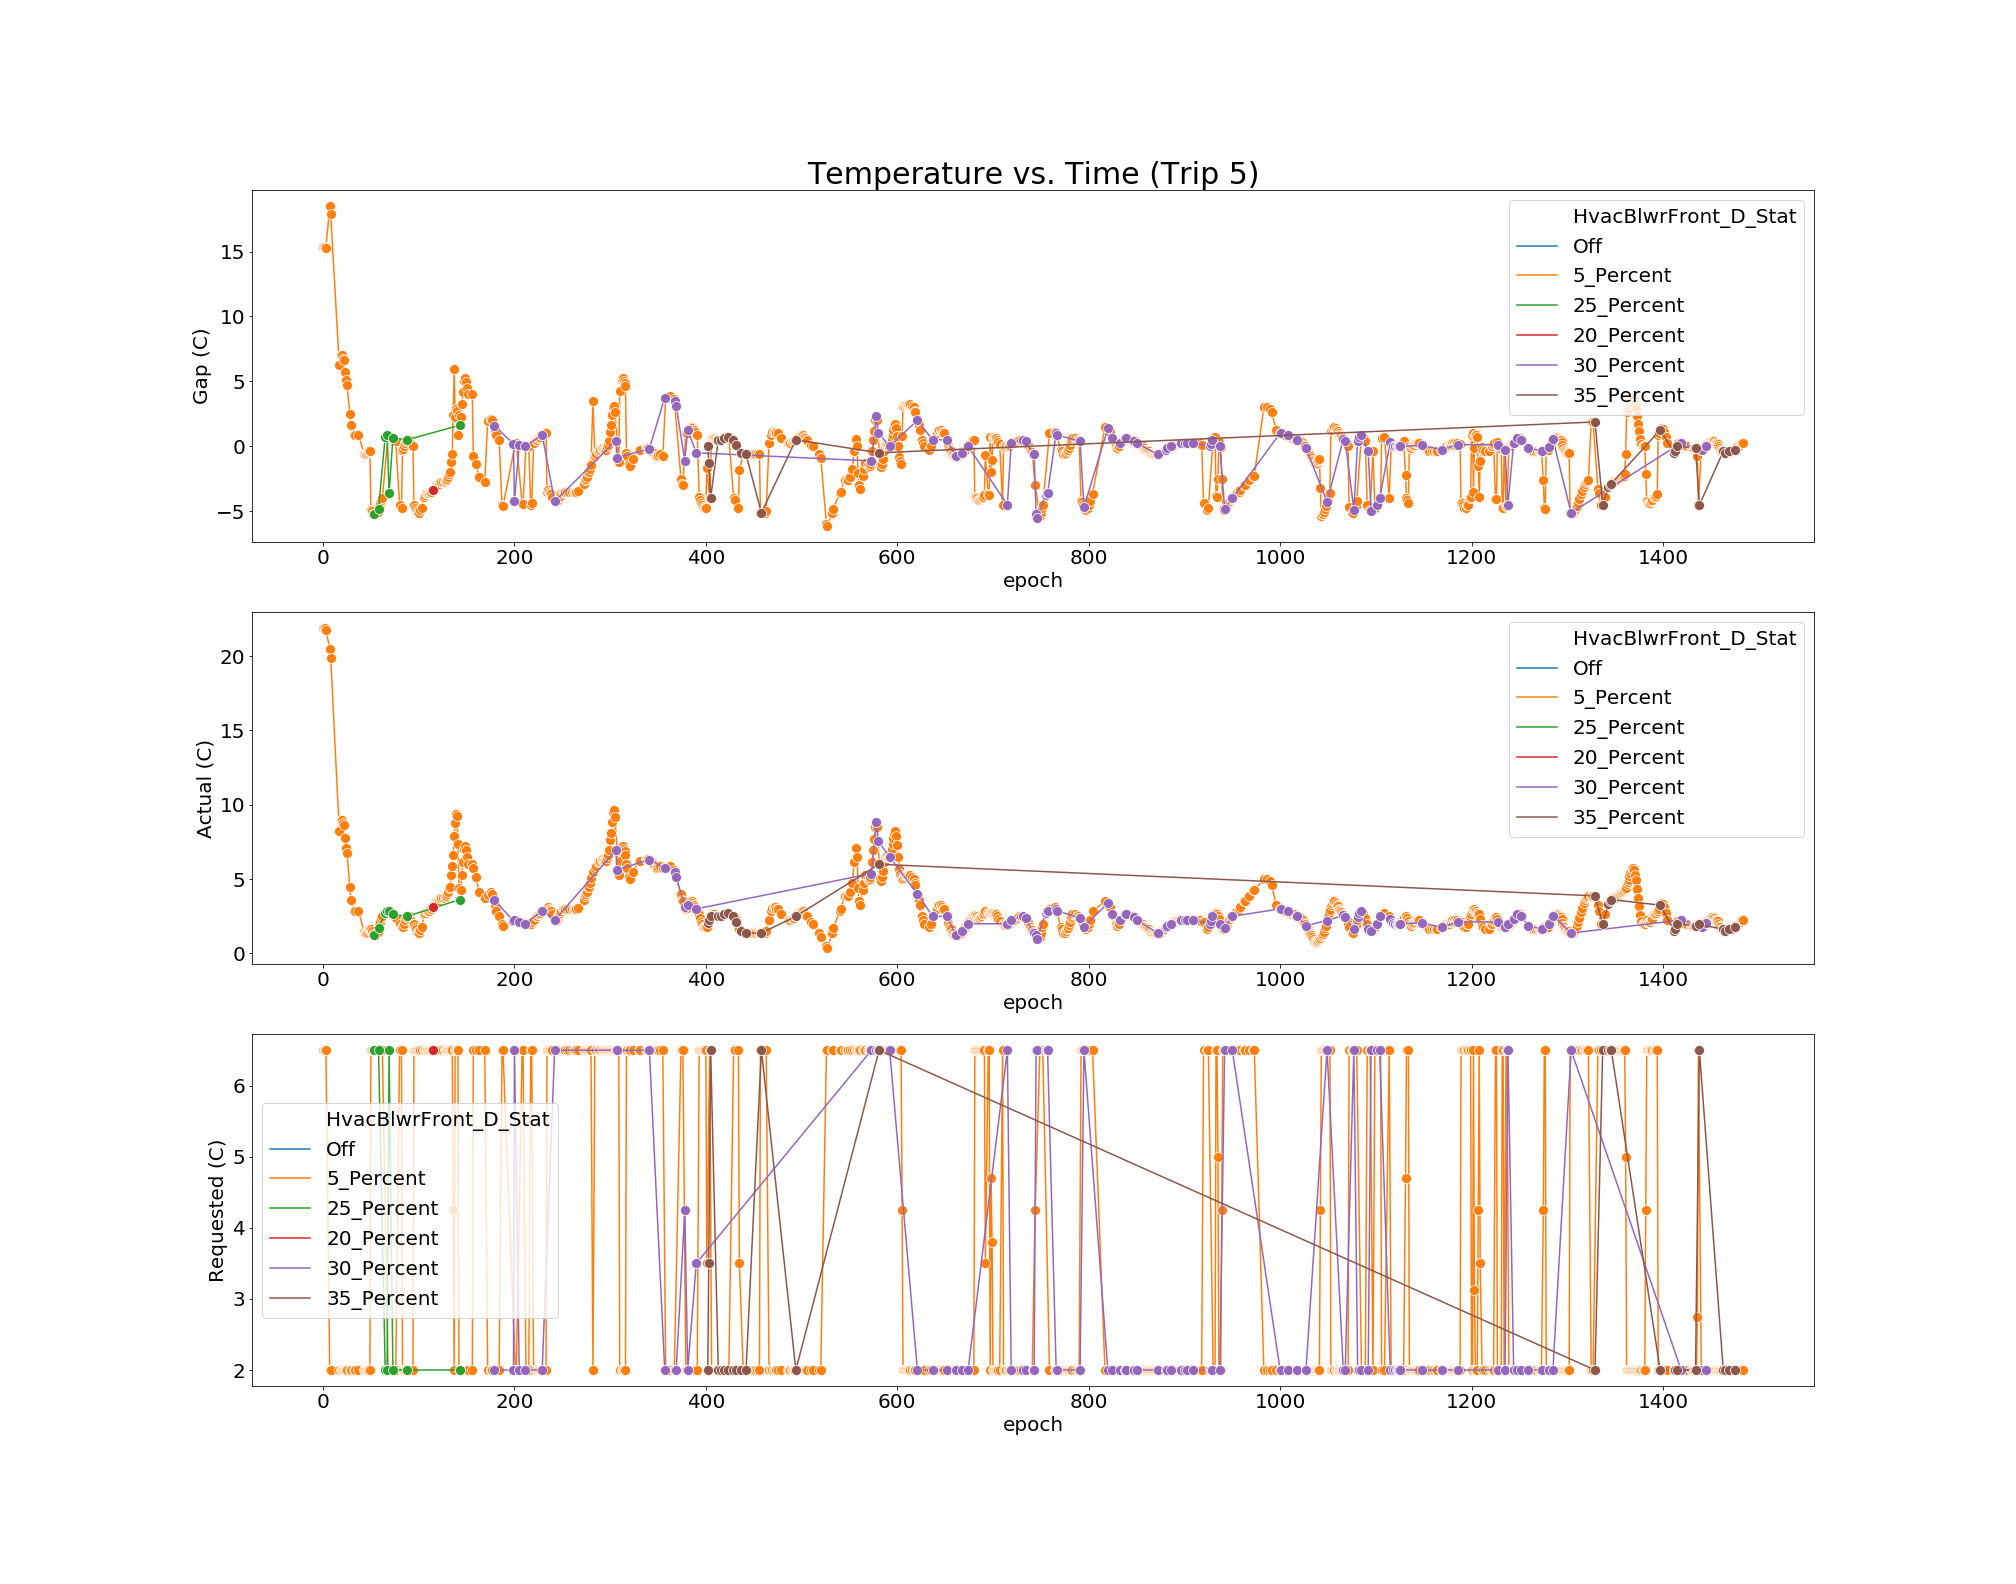 Temperature vs. Time (Trip 5)
Gap (C)
15
10
5
0
−5
0 200 400 600 800 1000 1200 1400
epoch
HvacBlwrFront_D_Stat
Off
5_Percent
25_Percent
20_Percent
30_Percent
35_Percent
Actual (C)
20
15
10
5
0
0 200 400 600 800 1000 1200 1400
epoch
HvacBlwrFront_D_Stat
Off
5_Percent
25_Percent
20_Percent
30_Percent
35_Percent
Requested (C)
6
5
4
3
2
0 200 400 600 800 1000 1200 1400
epoch
HvacBlwrFront_D_Stat
Off
5_Percent
25_Percent
20_Percent
30_Percent
35_Percent